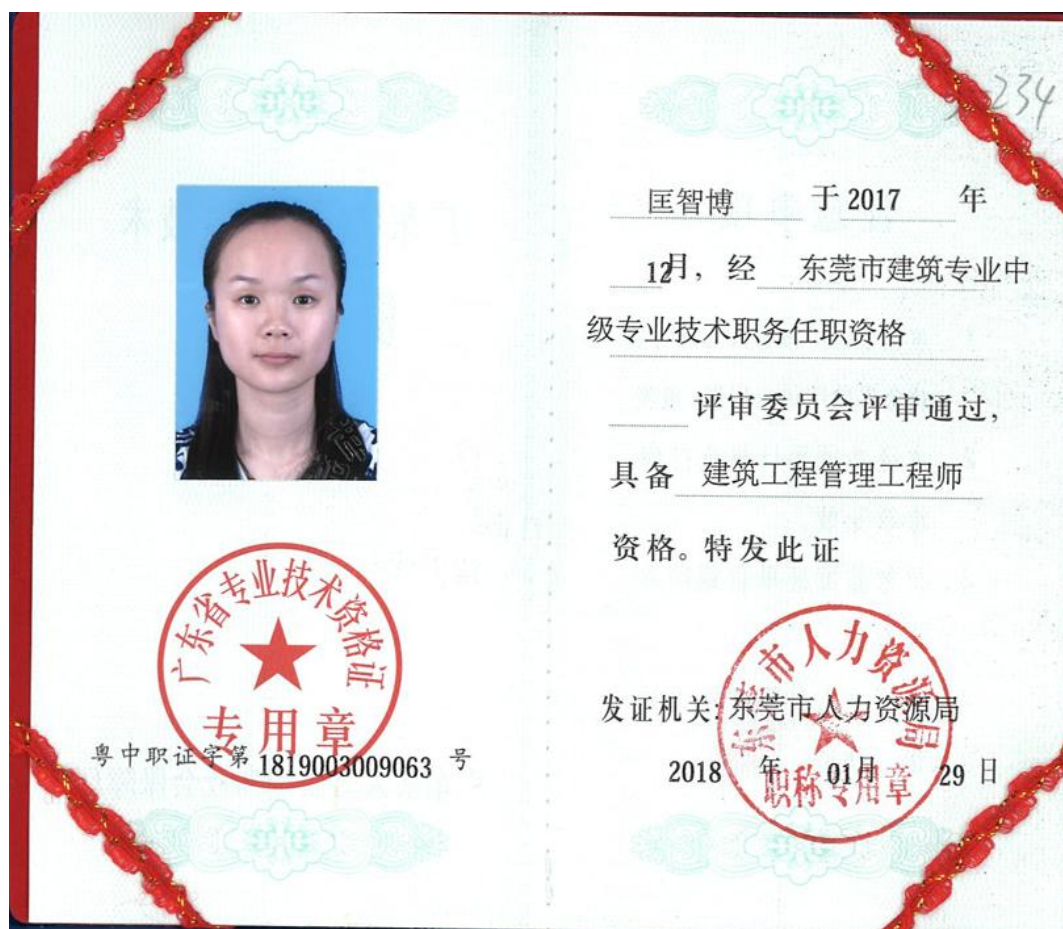 广东省专业技术资格证
专用章
粤中职证字第 1819003009063 号
234
匡智博 于 2017 年
12月，经 东莞市建筑专业中
级专业技术职务任职资格
评审委员会评审通过，
具备 建筑工程管理工程师
资格。特发此证
发证机关：东莞市人力资源局
2018 年 01月 29 日
东莞市人力资源局
职称专用章